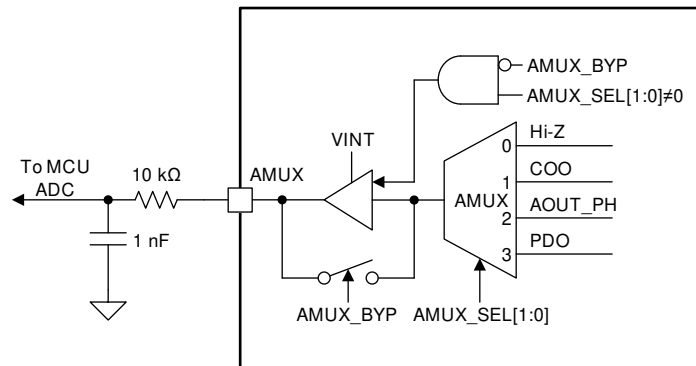 AMUX_BYP
AMUX_SEL[1:0]≠0
VINT
Hi-Z
0
To MCU
ADC
10 kΩ
AMUX
COO
1
AMUX
AOUT_PH
2
1 nF
PDO
3
AMUX_BYP
AMUX_SEL[1:0]